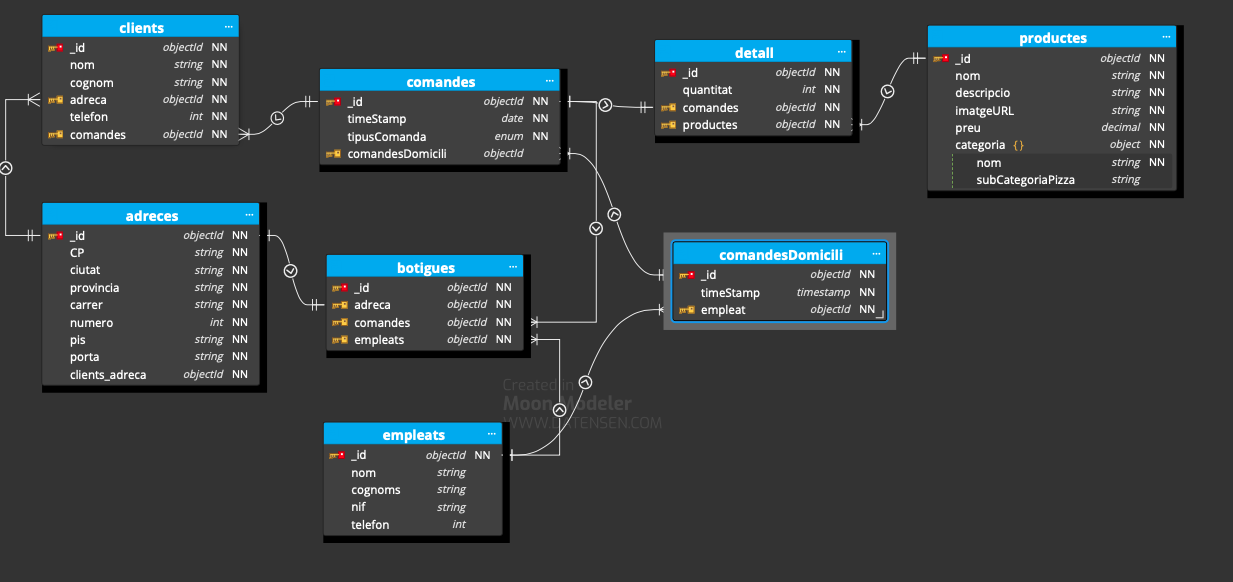 clients ...
_id objectId NN
nom string NN
cognom string NN
adreca objectId NN
telefon int NN
comandes objectId NN
comandes ...
_id objectId NN
timeStamp date NN
tipusComanda enum NN
comandesDomicili objectId
detall ...
_id objectId NN
quantitat int NN
comandes objectId NN
productes objectId NN
productes ...
_id objectId NN
nom string NN
descripcio string NN
imatgeURL string NN
preu decimal NN
categoria {} object NN
nom string NN
subCategoriaPizza string
adreces ...
_id objectId NN
CP string NN
ciutat string NN
provincia string NN
carrer string NN
numero int NN
pis string NN
porta string NN
clients_adreca objectId NN
botigues ...
_id objectId NN
adreca objectId NN
comandes objectId NN
empleats objectId NN
comandesDomicili ...
_id objectId NN
timeStamp timestamp NN
empleat objectId NN
Created in
Moon Modeler
WWW.DATENSEN.COM
empleats ...
_id objectId NN
nom string
cognoms string
nif string
telefon int